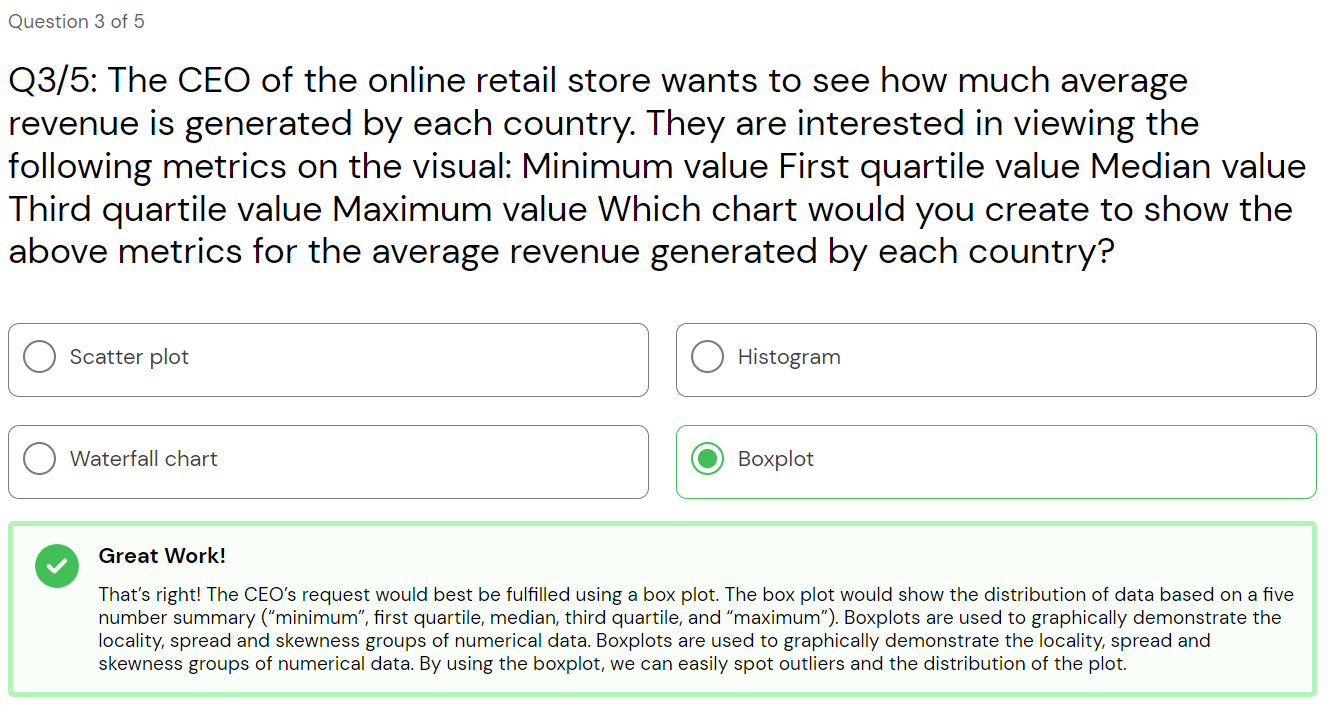 Question 3 of 5
Q3/5: The CEO of the online retail store wants to see how much average
revenue is generated by each country. They are interested in viewing the
following metrics on the visual: Minimum value First quartile value Median value
Third quartile value Maximum value Which chart would you create to show the
above metrics for the average revenue generated by each country?
Scatter plot
Histogram
Waterfall chart
Boxplot
Great Work!
That’s right! The CEO’s request would best be fulfilled using a box plot. The box plot would show the distribution of data based on a five
number summary (“minimum”, first quartile, median, third quartile, and “maximum”). Boxplots are used to graphically demonstrate the
locality, spread and skewness groups of numerical data. Boxplots are used to graphically demonstrate the locality, spread and
skewness groups of numerical data. By using the boxplot, we can easily spot outliers and the distribution of the plot.